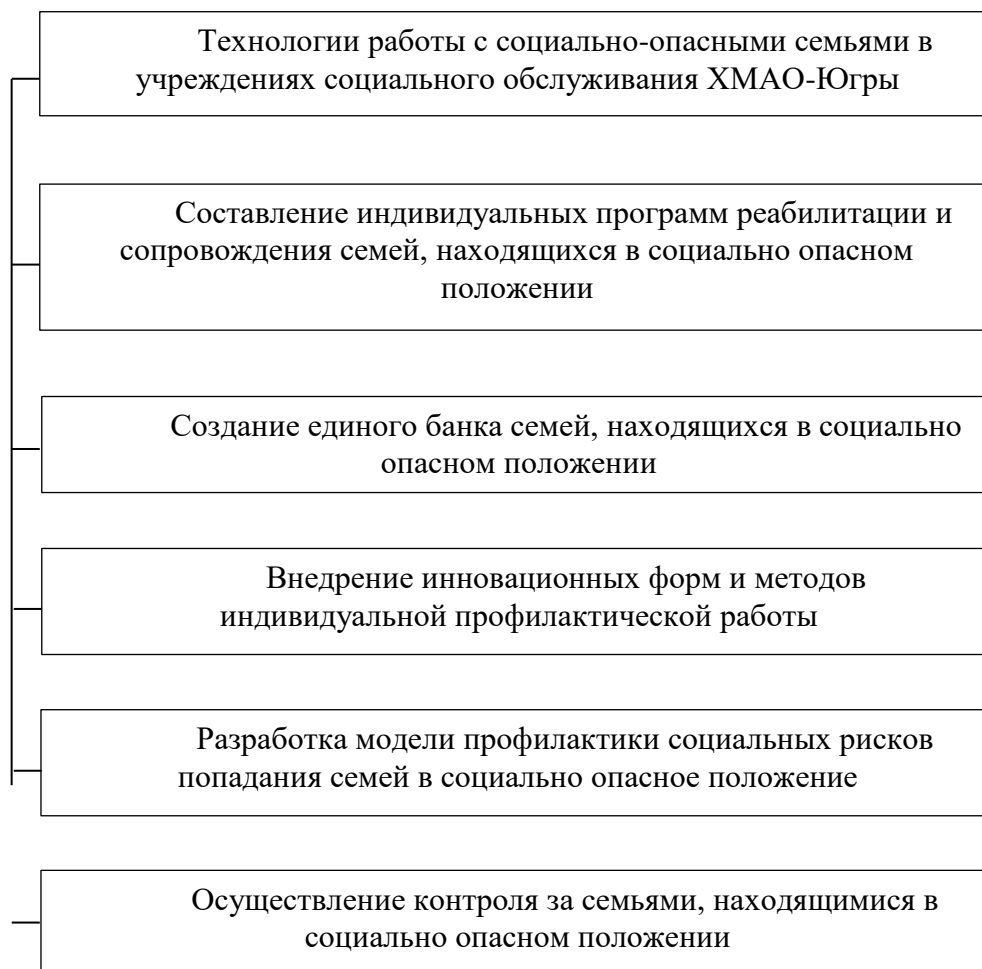 Технологии работы с социально-опасными семьями в
учреждениях социального обслуживания ХМАО-Югры
Составление индивидуальных программ реабилитации и
сопровождения семей, находящихся в социально опасном
положении
Создание единого банка семей, находящихся в социально
опасном положении
Внедрение инновационных форм и методов
индивидуальной профилактической работы
Разработка модели профилактики социальных рисков
попадания семей в социально опасное положение
Осуществление контроля за семьями, находящимися в
социально опасном положении